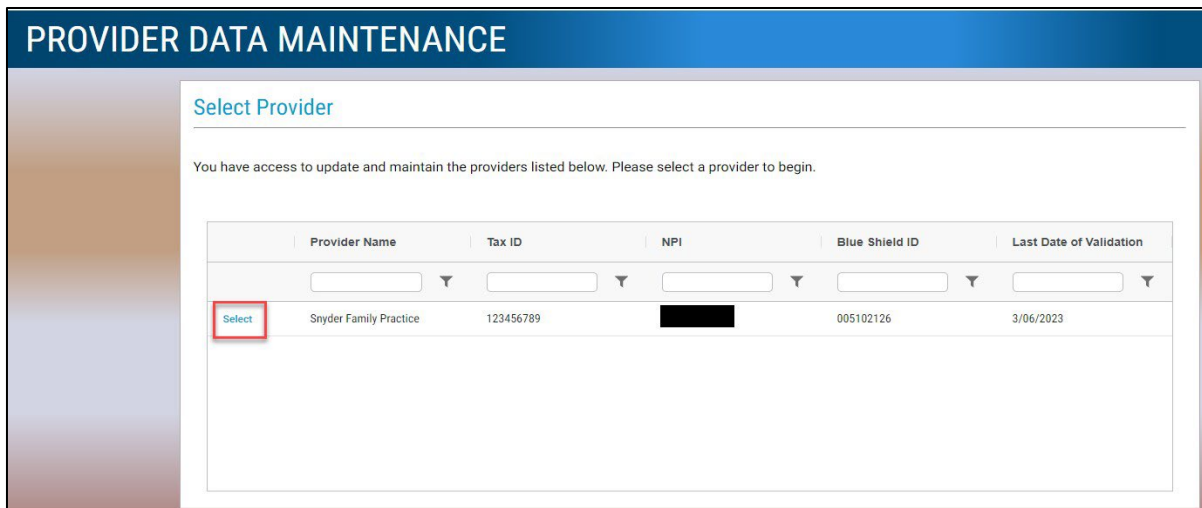 PROVIDER DATA MAINTENANCE
Select Provider
You have access to update and maintain the providers listed below. Please select a provider to begin.
Provider Name Tax ID NPI Blue Shield ID Last Date of Validation
Select Snyder Family Practice 123456789 005102126 3/06/2023